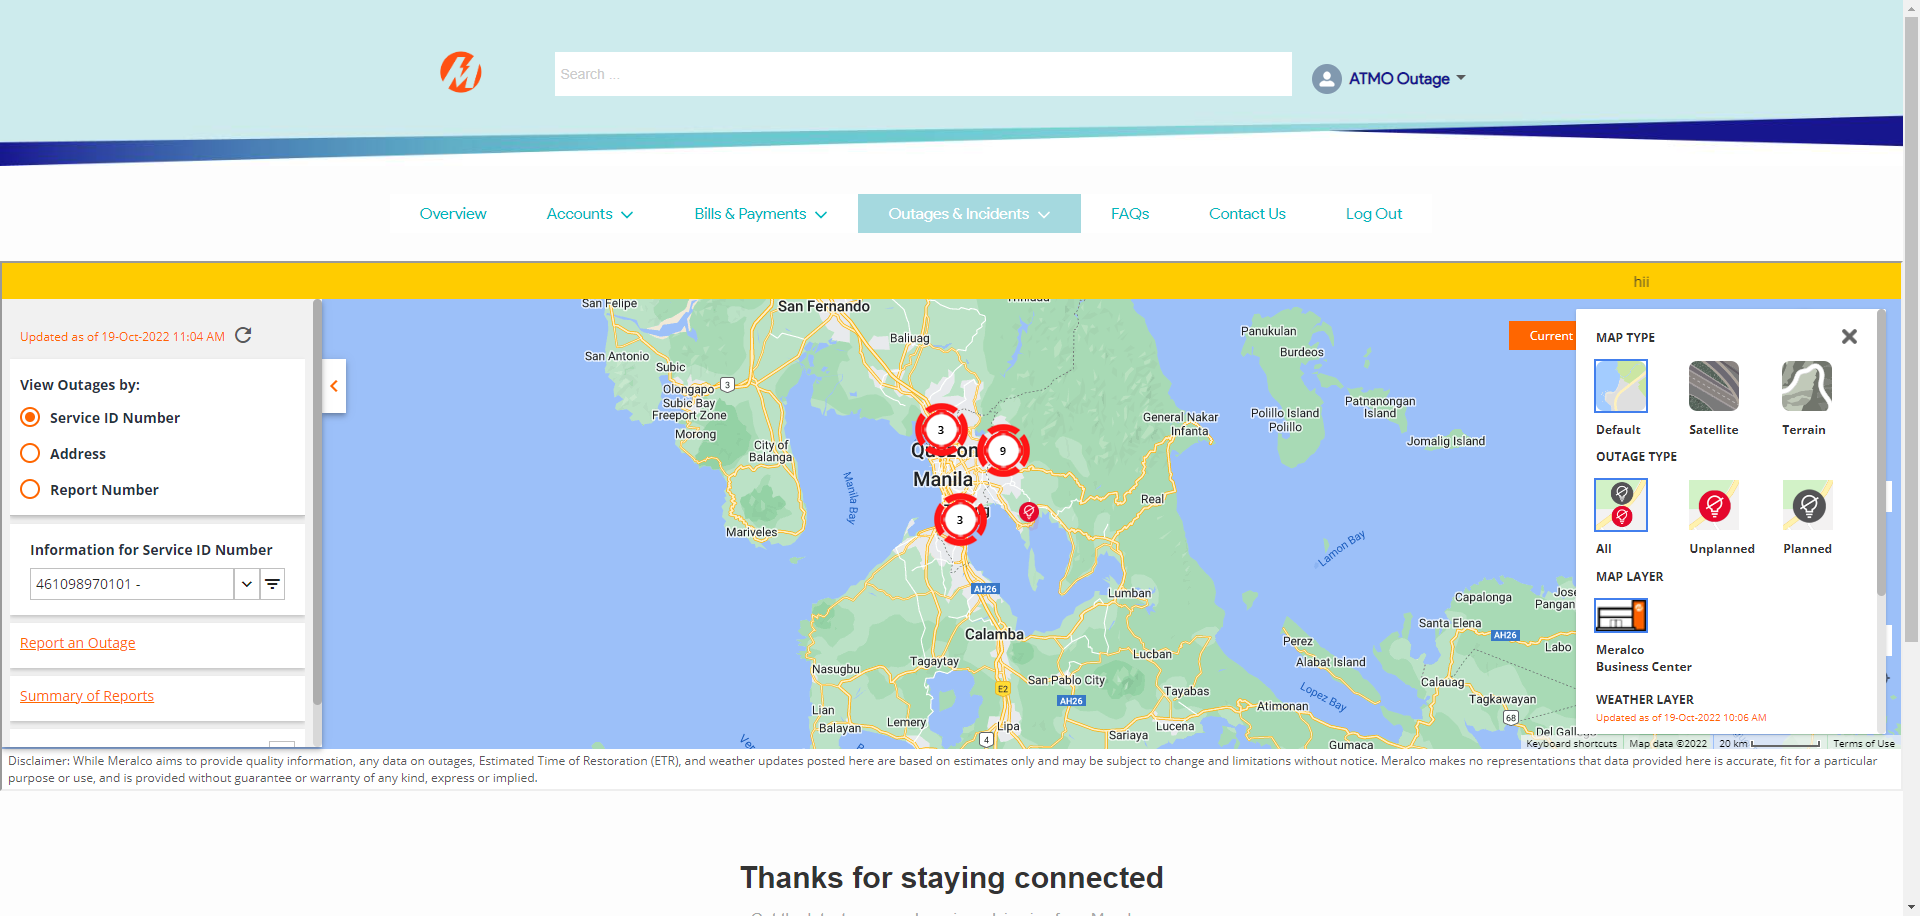 Search ...
ATMO Outage
Overview
Accounts
Bills & Payments
Outages & Incidents
FAQs
Contact Us
Log Out
hii
Updated as of 19-Oct-2022 11:04 AM
View Outages by:
Service ID Number
Address
Report Number
Information for Service ID Number
461098970101 -
Report an Outage
Summary of Reports
San Felipe
San Fernando
Baliuag
San Antonio
Subic
Olongapo
3
Subic Bay
Freeport Zone
Morong
City of
Balanga
Mariveles
Manila Bay
3
9
Manila
3
Panukulan
Burdeos
General Nakar
Infanta
Polillo Island
Polillo
Patnanongan
Island
Jomalig Island
Real
Lamon Bay
AH26
Lumban
Calamba
Nasugbu
Tagaytay
San Pablo City
AH26
Lucban
Tayabas
E2
Lian
Balayan
Lemery
Lipa
4
Sariaya
Lucena
Perez
Alabat Island
Lopez Bay
Atimonan
Gumaca
Calauag
Tagkawayan
68
Capalonga
Santa Elena
AH26
Labo
Current
MAP TYPE
Default
Satellite
Terrain
OUTAGE TYPE
All
Unplanned
Planned
MAP LAYER
Meralco
Business Center
WEATHER LAYER
Updated as of 19-Oct-2022 10:06 AM
Keyboard shortcuts
Map data ©2022
20 km
Terms of Use
Disclaimer: While Meralco aims to provide quality information, any data on outages, Estimated Time of Restoration (ETR), and weather updates posted here are based on estimates only and may be subject to change and limitations without notice. Meralco makes no representations that data provided here is accurate, fit for a particular
purpose or use, and is provided without guarantee or warranty of any kind, express or implied.
Thanks for staying connected